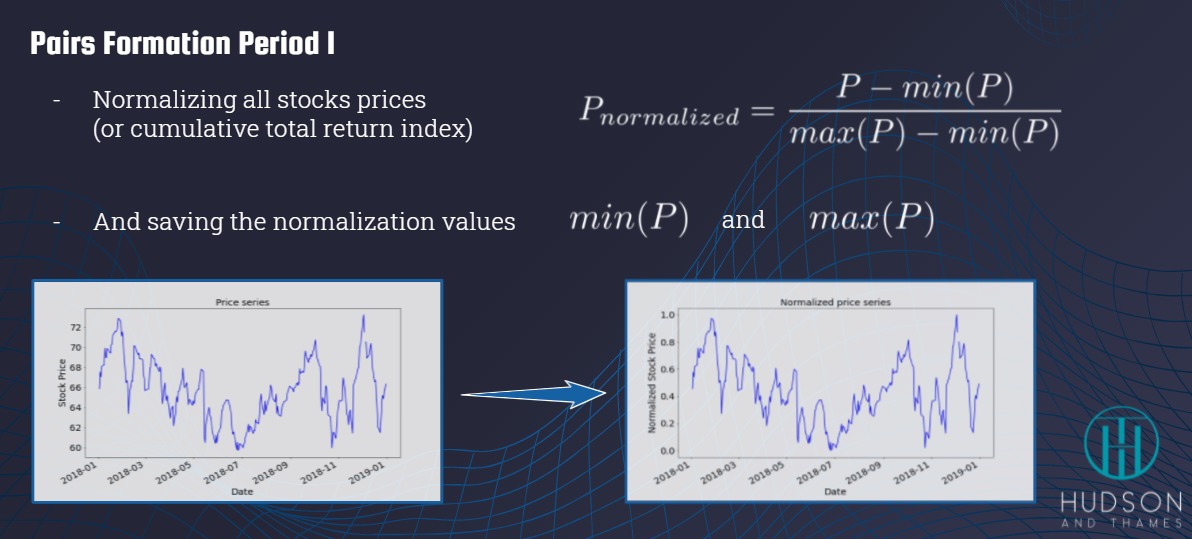 Pairs Formation Period I
- Normalizing all stocks prices
(or cumulative total return index)
P_normalized = (P − min(P)) / (max(P) − min(P))
- And saving the normalization values min(P) and max(P)
Price series
Stock Price
72
70
68
66
64
62
60
2018-01 2018-03 2018-05 2018-07 2018-09 2018-11 2019-01
Date
Normalized price series
Normalized Stock Price
1.0
0.8
0.6
0.4
0.2
0.0
2018-01 2018-03 2018-05 2018-07 2018-09 2018-11 2019-01
Date
HUDSON
AND THAMES